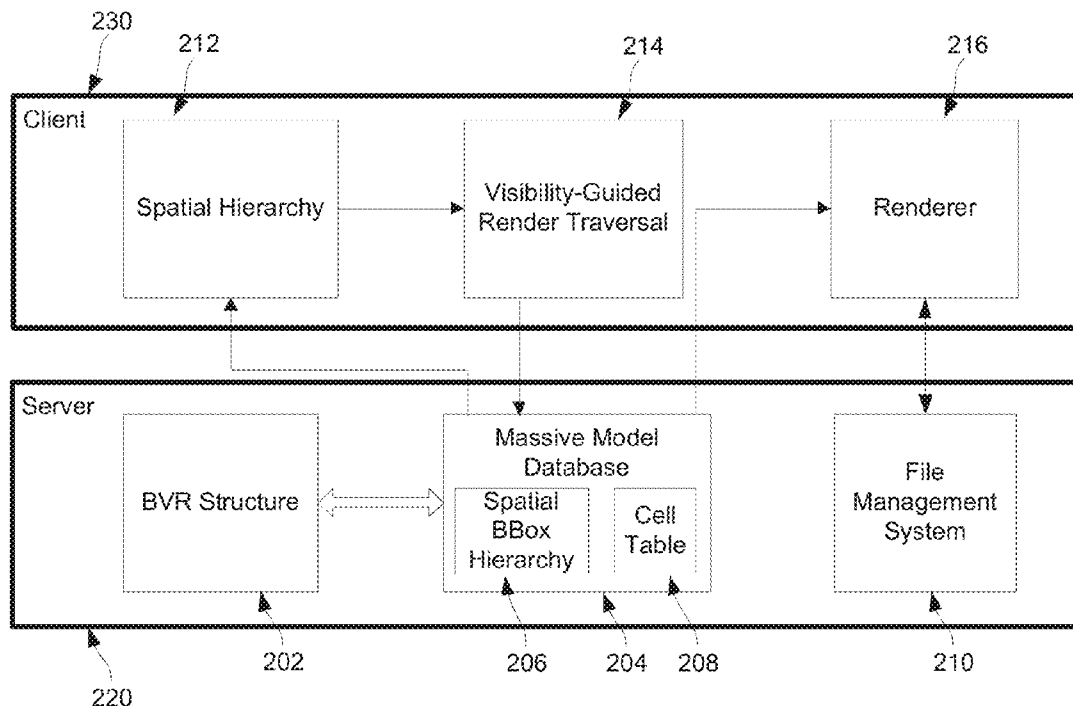 230
212
214
216
Client
Spatial Hierarchy
Visibility-Guided
Render Traversal
Renderer
Server
BVR Structure
Massive Model
Database
Spatial
BBox
Hierarchy
Cell
Table
File
Management
System
220
202
206
204
208
210